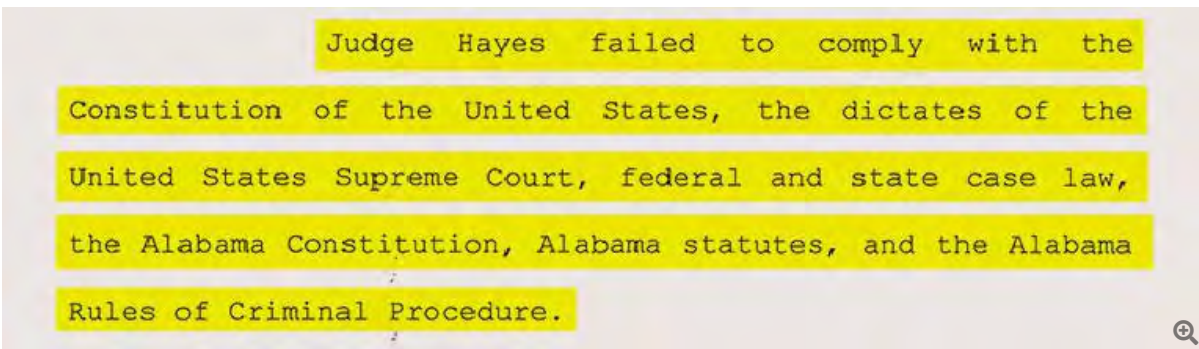 Judge Hayes failed to comply with the
Constitution of the United States, the dictates of the
United States Supreme Court, federal and state case law,
the Alabama Constitution, Alabama statutes, and the Alabama
Rules of Criminal Procedure.